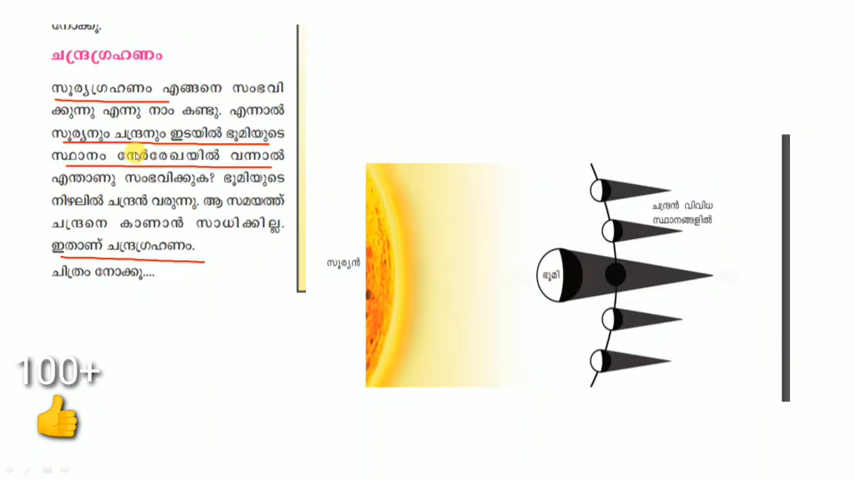 നോക്കൂ.
ചന്ദ്രഗ്രഹണം
സൂര്യഗ്രഹണം എങ്ങനെ സംഭവി
ക്കുന്നു എന്നു നാം കണ്ടു. എന്നാൽ
സൂര്യനും ചന്ദ്രനും ഇടയിൽ ഭൂമിയുടെ
സ്ഥാനം നേർരേഖയിൽ വന്നാൽ
എന്താണു സംഭവിക്കുക? ഭൂമിയുടെ
നിഴലിൽ ചന്ദ്രൻ വരുന്നു. ആ സമയത്ത്
ചന്ദ്രനെ കാണാൻ സാധിക്കില്ല.
ഇതാണ് ചന്ദ്രഗ്രഹണം.
ചിത്രം നോക്കൂ....
സൂര്യൻ
ഭൂമി
ചന്ദ്രൻ വിവിധ
സ്ഥാനങ്ങളിൽ
100+